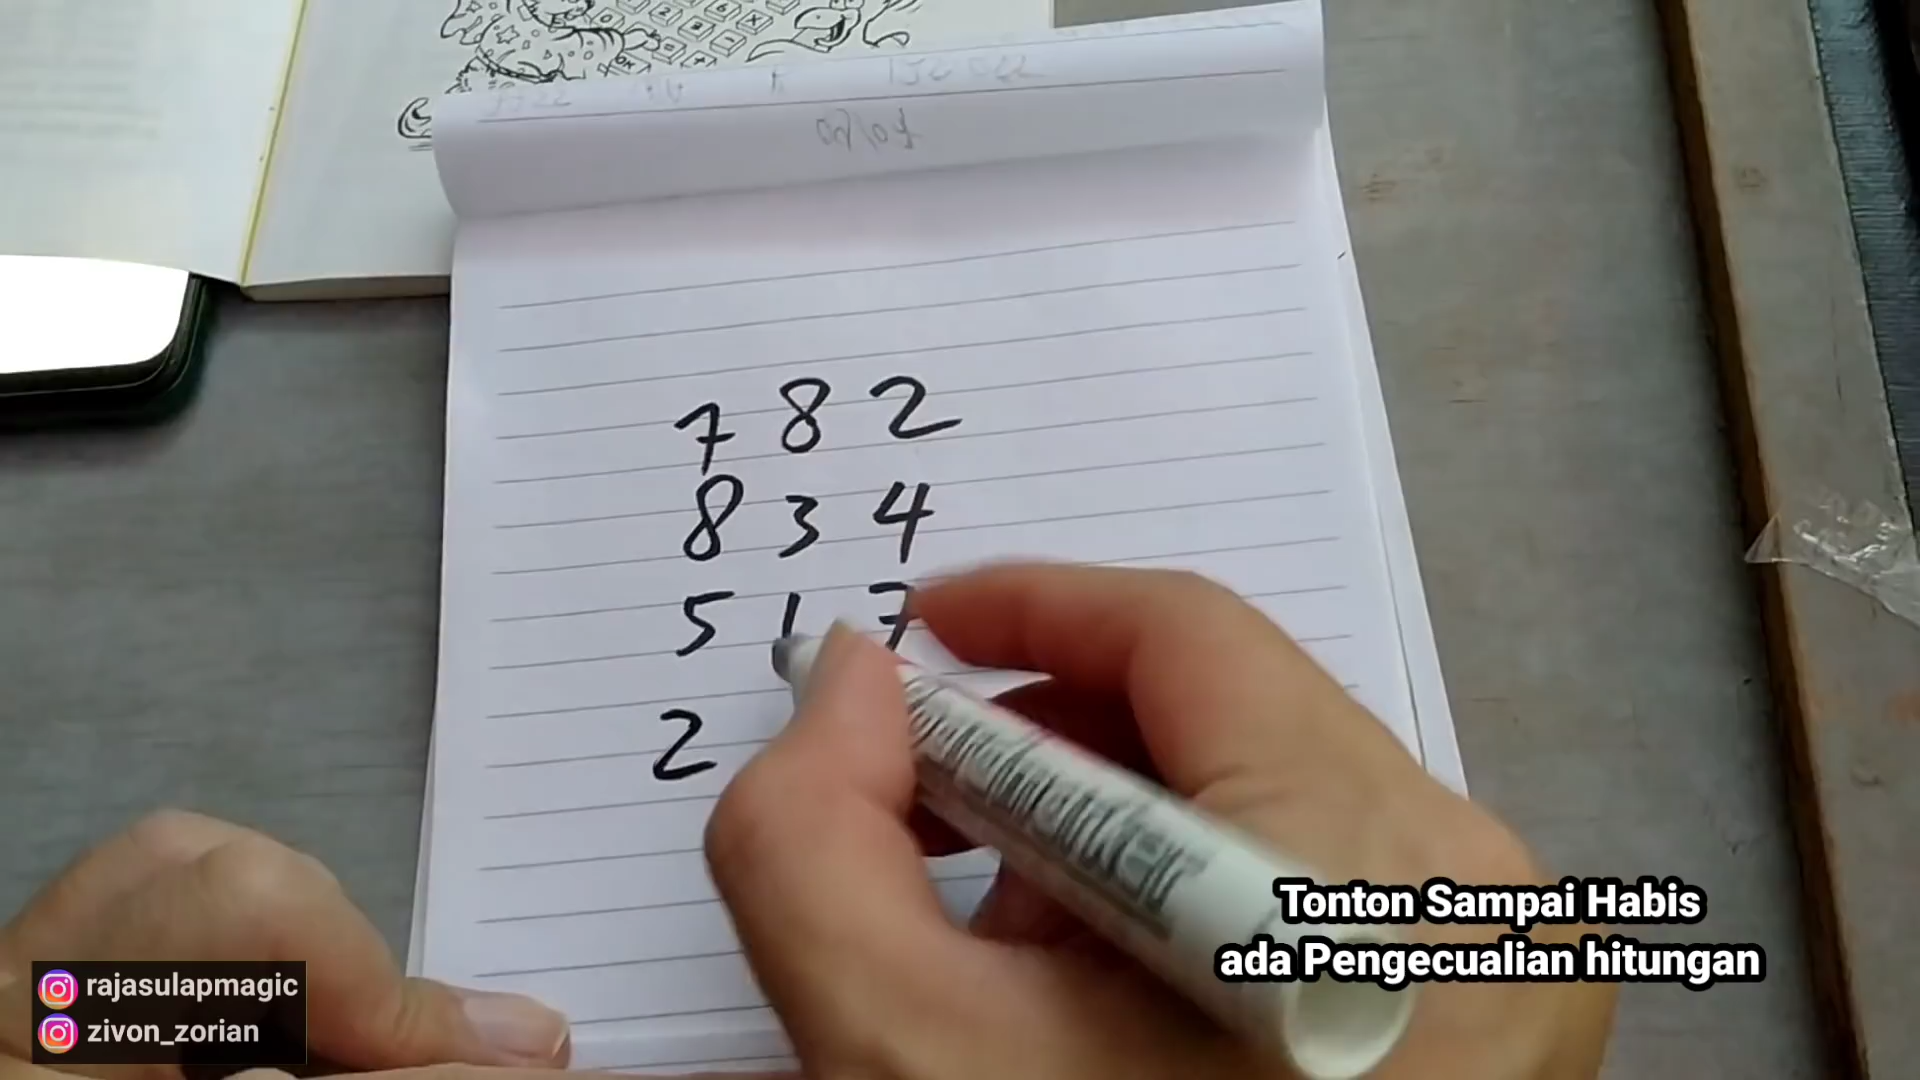 7 8 2
8 3 4
5 1 7
2
Tonton Sampai Habis
ada Pengecualian hitungan
rajasulapmagic
zivon_zorian